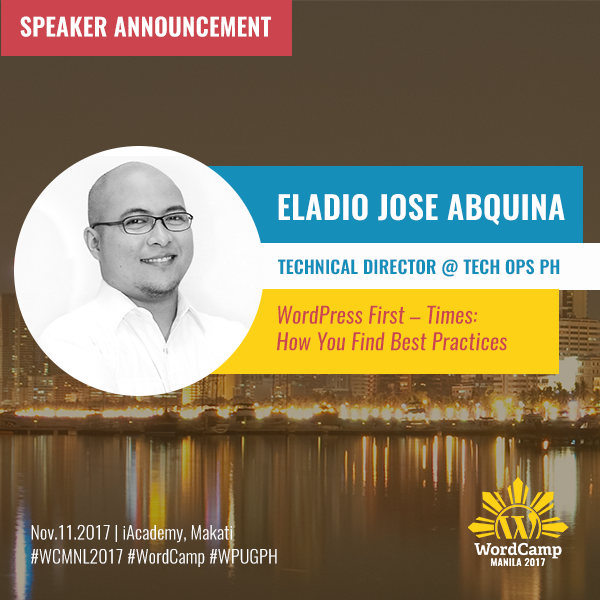 SPEAKER ANNOUNCEMENT
ELADIO JOSE ABQUINA
TECHNICAL DIRECTOR @ TECH OPS PH
WordPress First – Times:
How You Find Best Practices
Nov.11.2017 | iAcademy, Makati
#WCMNL2017 #WordCamp #WPUGPH
W
WordCamp
MANILA 2017